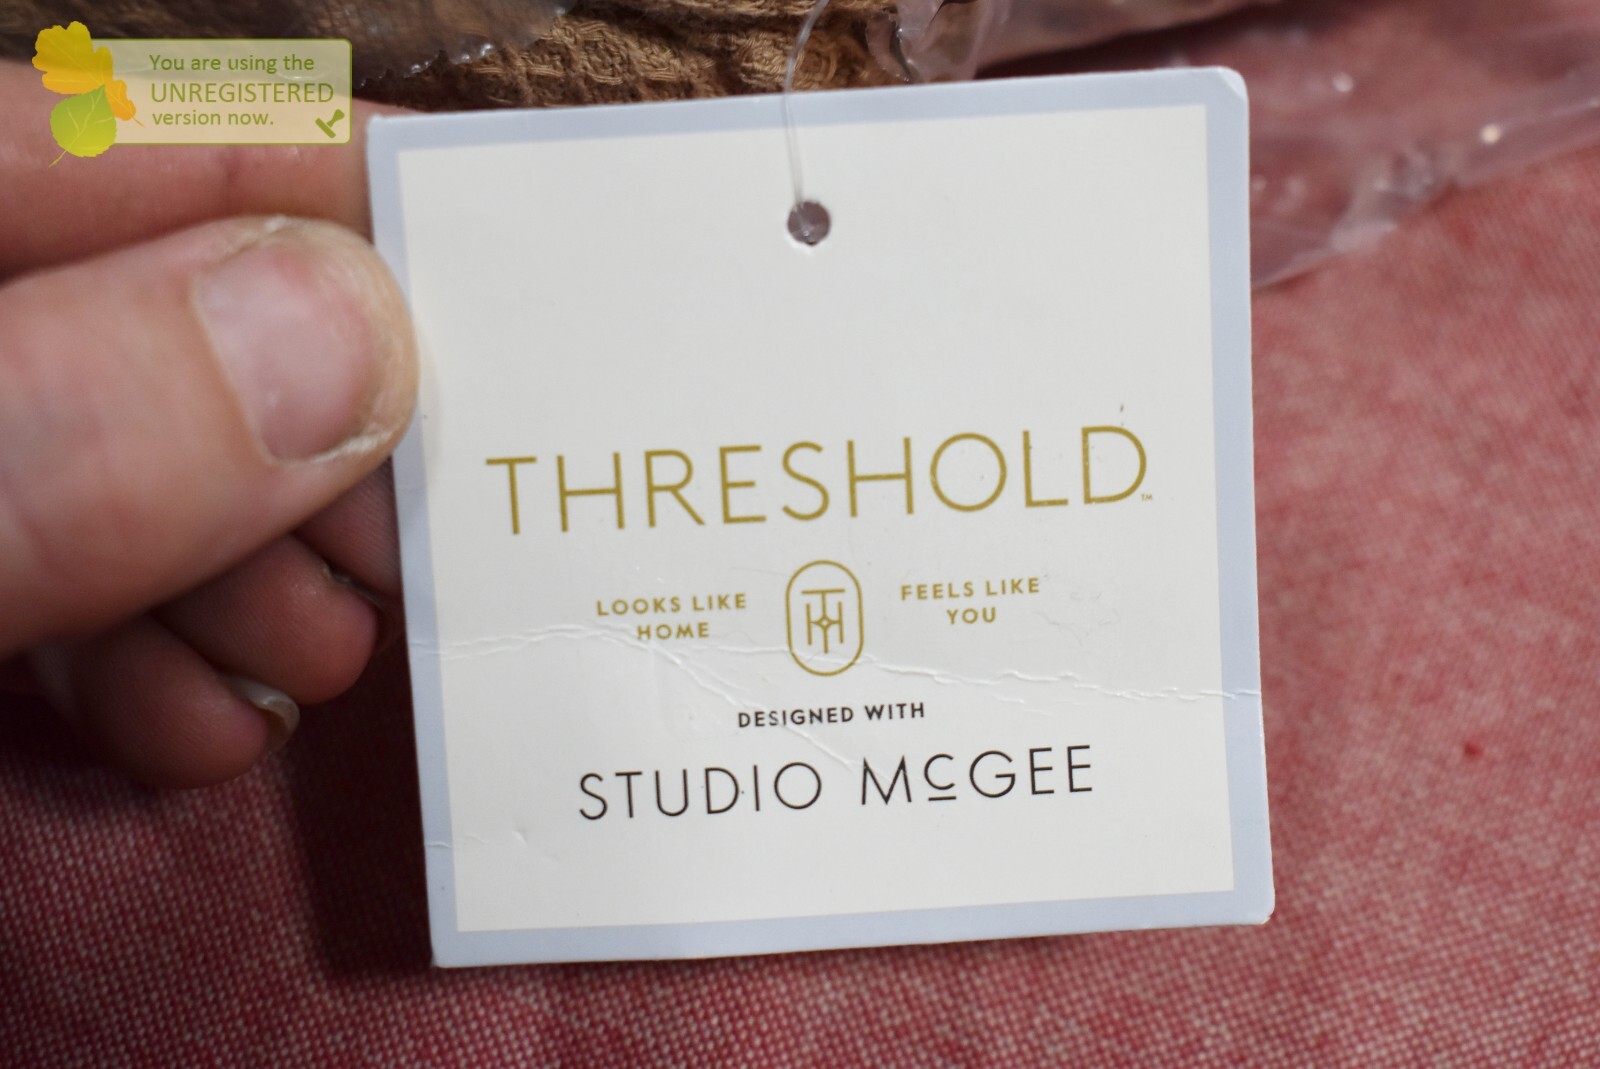 You are using the
UNREGISTERED
version now.
THRESHOLD™
LOOKS LIKE
HOME
FEELS LIKE
YOU
DESIGNED WITH
STUDIO McGEE